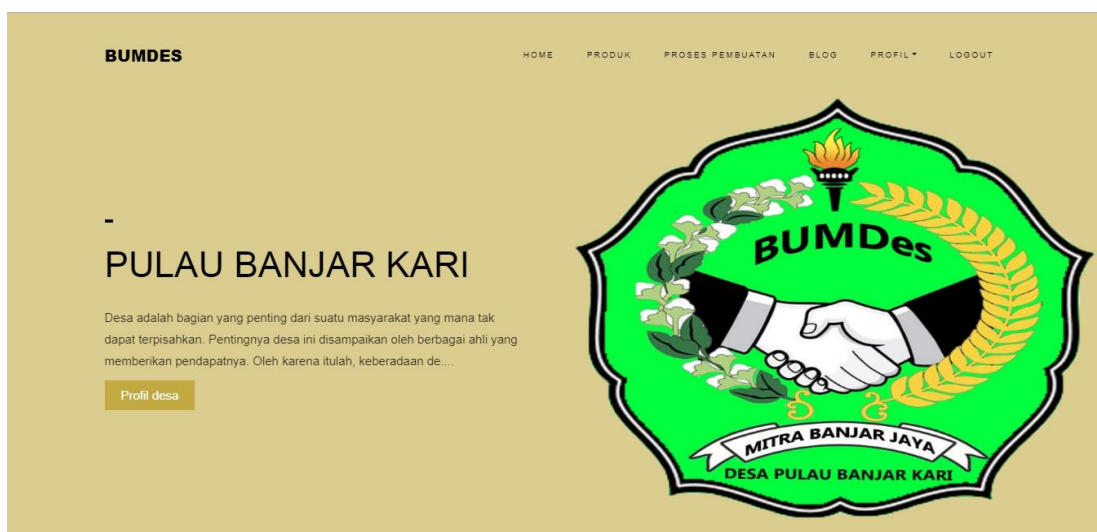 BUMDES
HOME PRODUK PROSES PEMBUATAN BLOG PROFIL LOGOUT
PULAU BANJAR KARI
Desa adalah bagian yang penting dari suatu masyarakat yang mana tak
dapat terpisahkan. Pentingnya desa ini disampaikan oleh berbagai ahli yang
memberikan pendapatnya. Oleh karena itulah, keberadaan de....
Profil desa
BUMDes
MITRA BANJAR JAYA
DESA PULAU BANJAR KARI